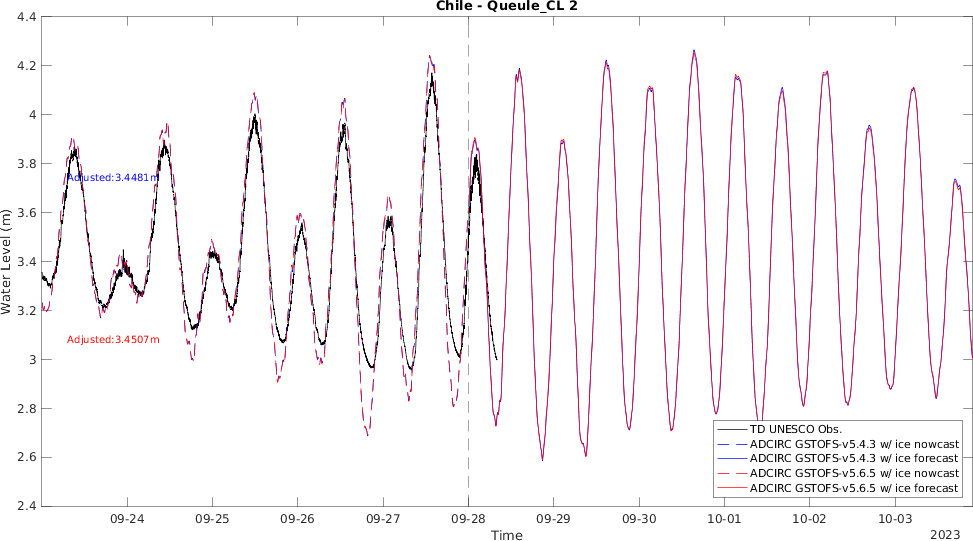 Chile - Queule_CL 2
4.4
4.2
4
3.8
3.6
3.4
3.2
3
2.8
2.6
2.4
Water Level (m)
Adjusted:3.4481m
Adjusted:3.4507m
TD UNESCO Obs.
ADCIRC GSTOFS-v5.4.3 w/ ice nowcast
ADCIRC GSTOFS-v5.4.3 w/ ice forecast
ADCIRC GSTOFS-v5.6.5 w/ ice nowcast
ADCIRC GSTOFS-v5.6.5 w/ ice forecast
09-24 09-25 09-26 09-27 09-28 09-29 09-30 10-01 10-02 10-03
Time
2023